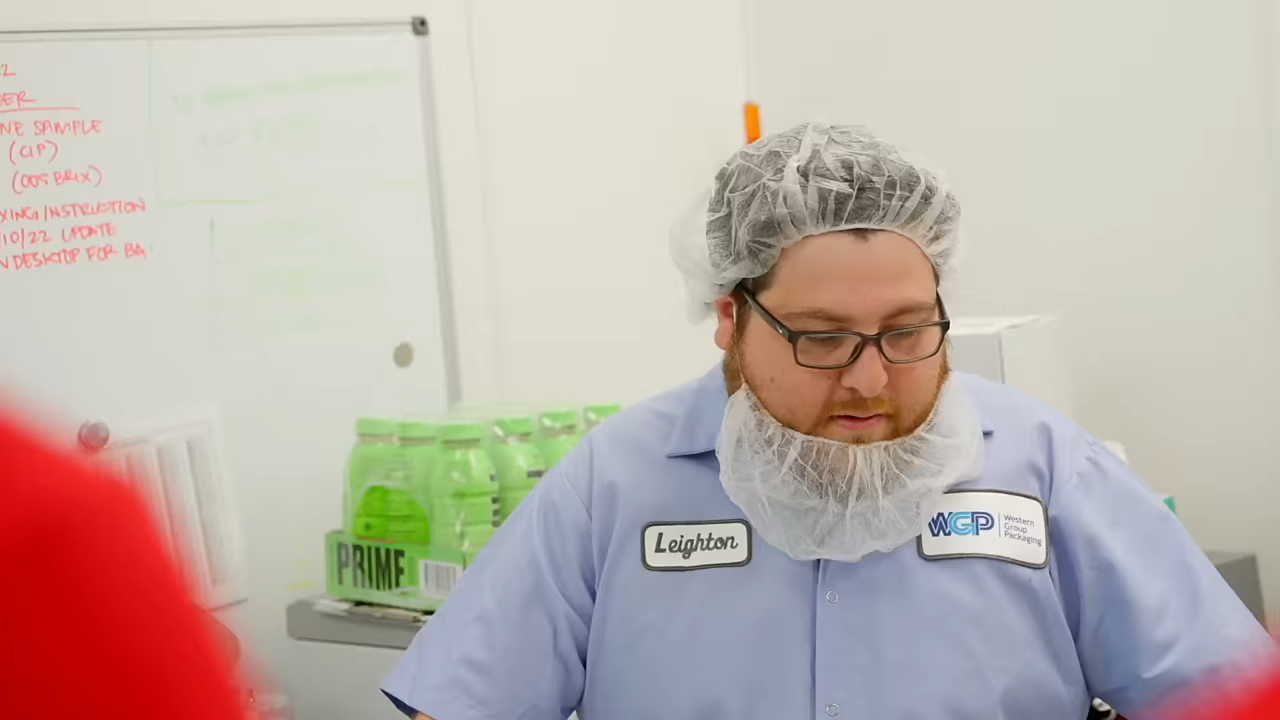 2
ER
NE SAMPLE
(CIP)
(005 BRIX)
XING INSTRUCTION
10/22 UPDATE
N DESKTOP FOR BA
PRIME
Leighton
WGP
Western
Group
Packaging